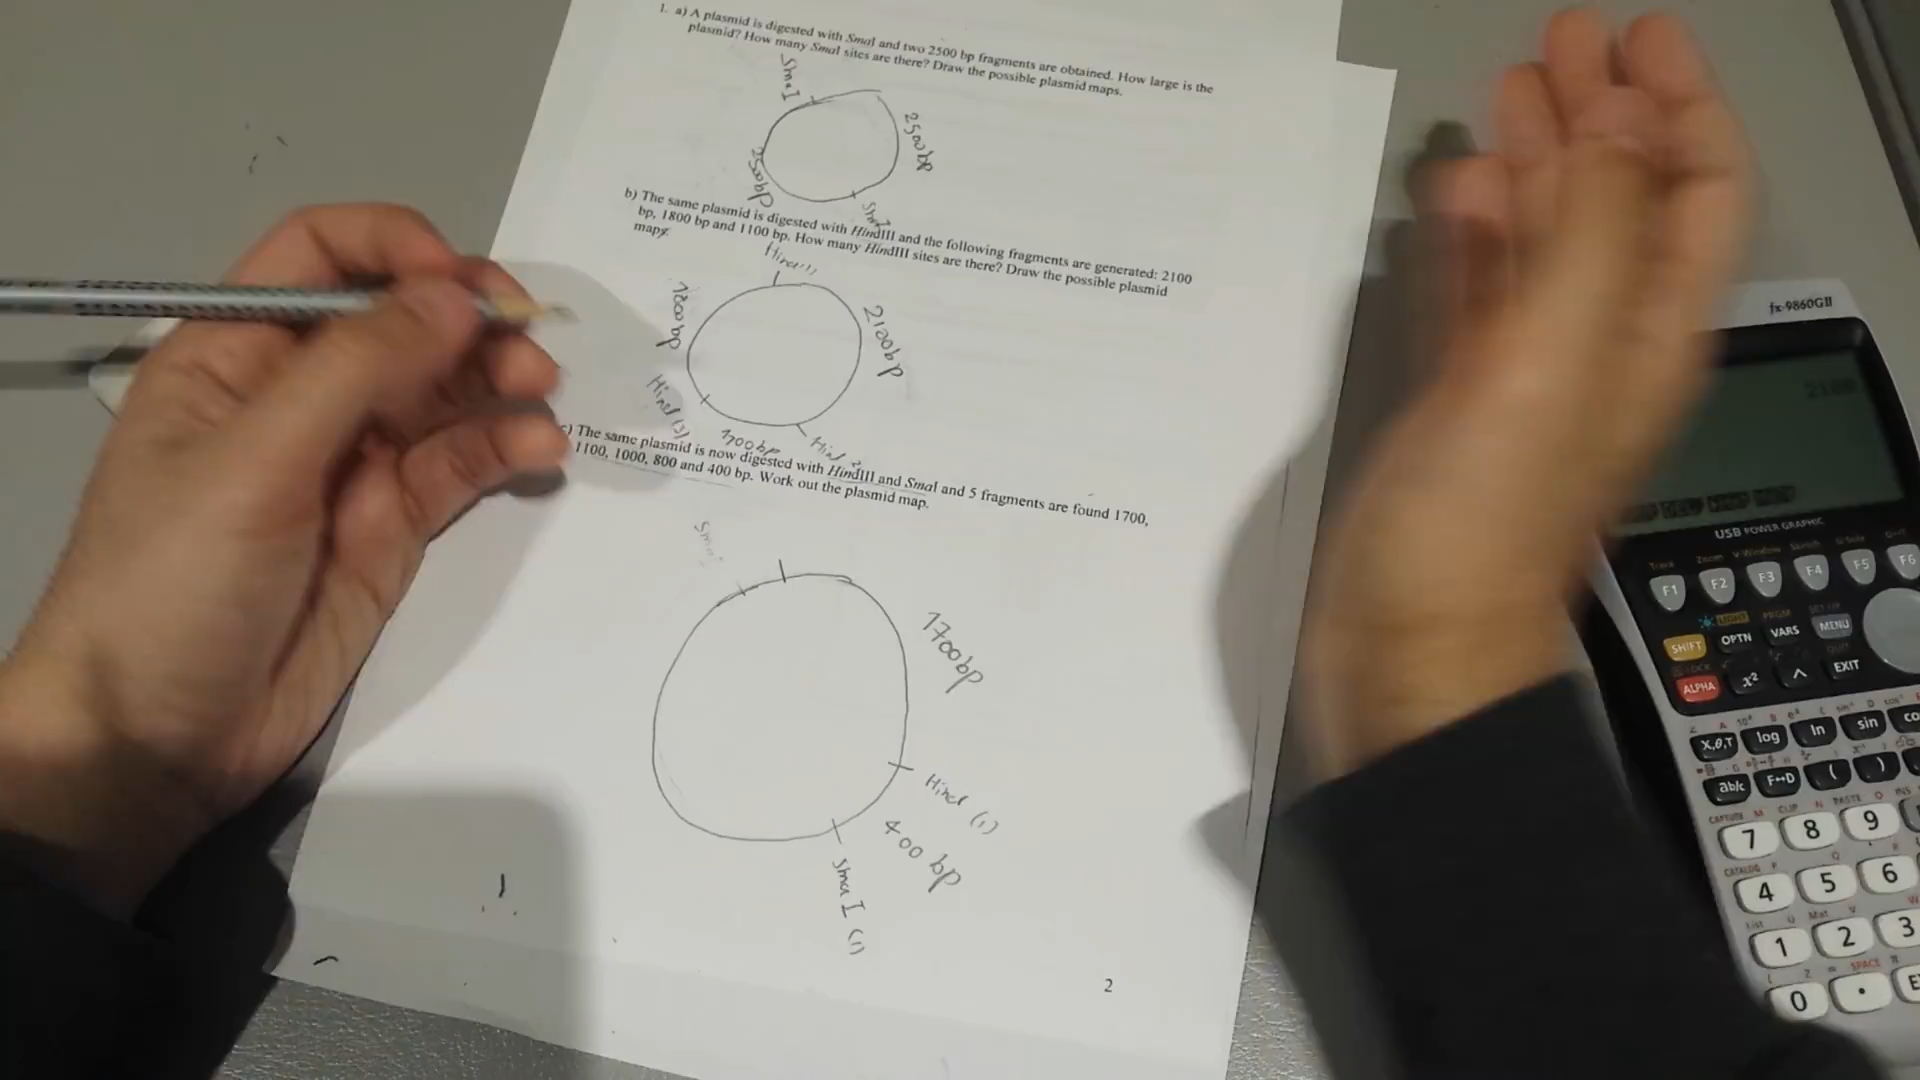 1. a) A plasmid is digested with SmaI and two 2500 bp fragments are obtained. How large is the
plasmid? How many SmaI sites are there? Draw the possible plasmid maps.
SmaI
2500bp
2500bp
SmaI
b) The same plasmid is digested with HindIII and the following fragments are generated: 2100
bp, 1800 bp and 1100 bp. How many HindIII sites are there? Draw the possible plasmid
maps.
1800bp
2100bp
Hind (3)
c) The same plasmid is now digested with HindIII and SmaI and 5 fragments are found 1700,
1100, 1000, 800 and 400 bp. Work out the plasmid map.
1700bp
Hind (1)
400 bp
Sma I (1)
2
fx-9860GII
USB POWER GRAPHIC
F1 F2 F3 F4 F5 F6
SHIFT OPTN VARS MENU
ALPHA x² ^ EXIT
X,θ,T log ln sin
ab/c F↔D ( )
7 8 9
4 5 6
1 2 3
0 .